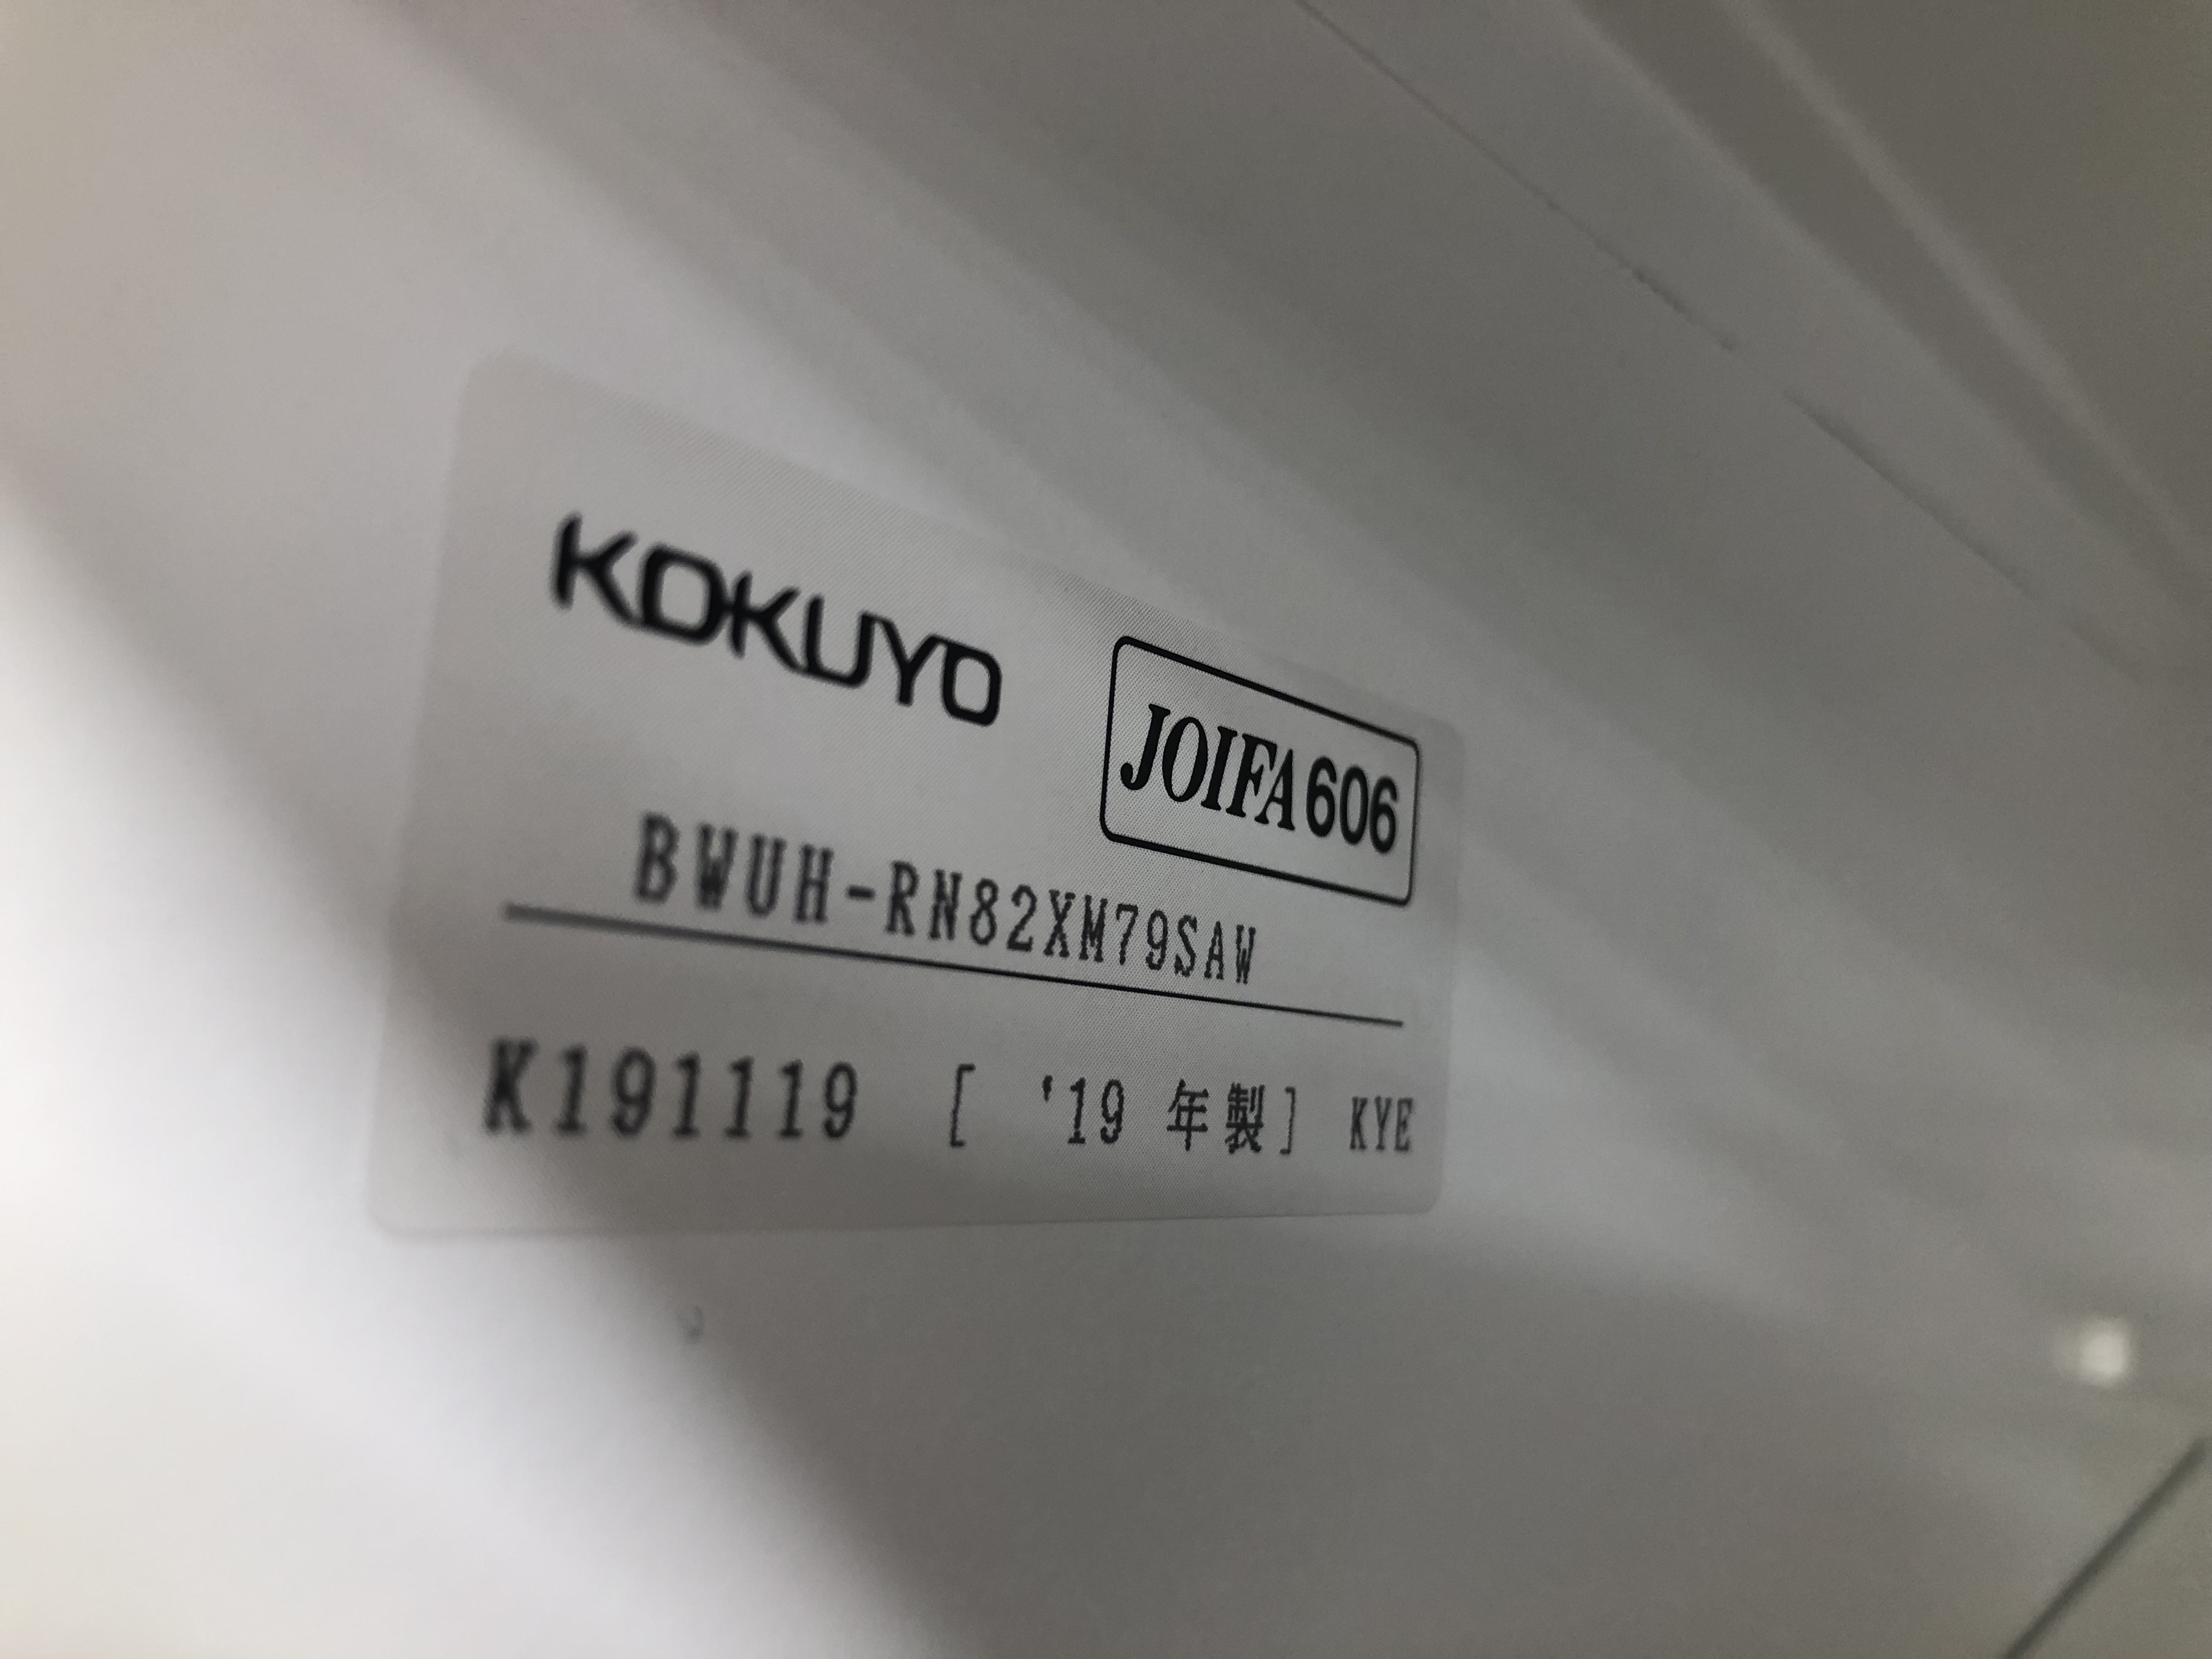 KOKUYO
JOIFA606
BWUH-RN82XM79SAW
K191119 [ '19 年製] KYE